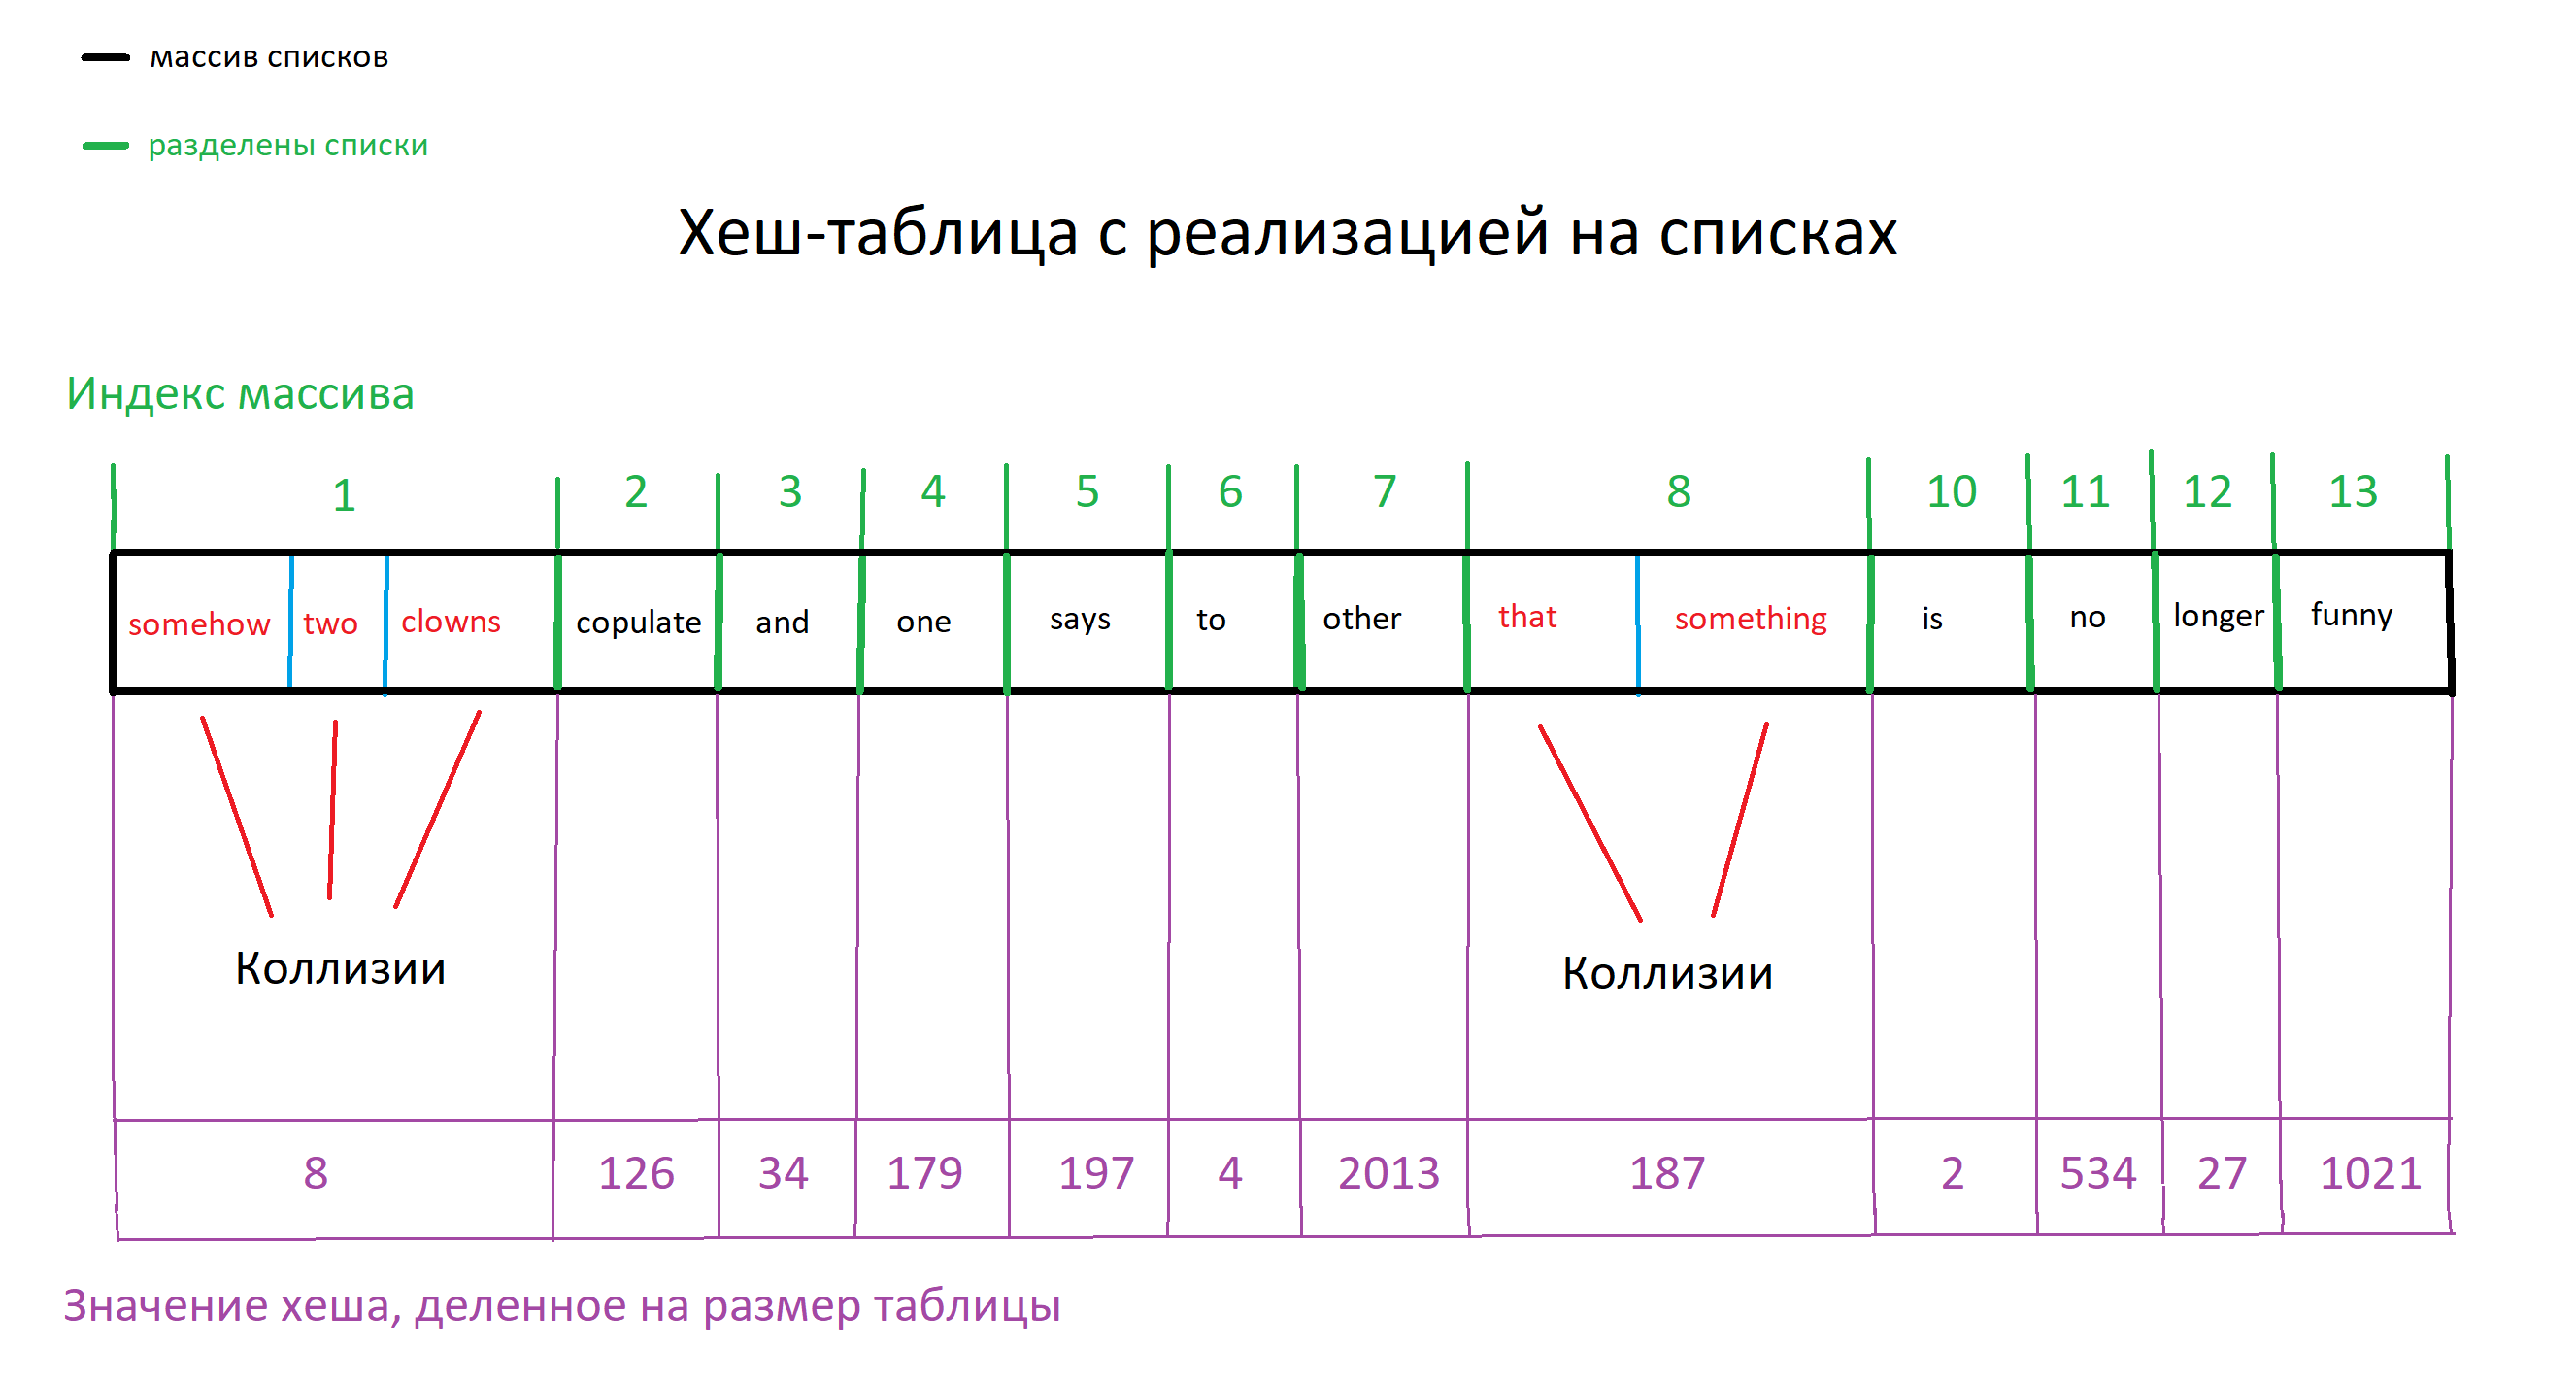 массив списков
разделены списки
Хеш-таблица с реализацией на списках
Индекс массива
1 2 3 4 5 6 7 8 10 11 12 13
somehow two clowns copulate and one says to other that something is no longer funny
Коллизии Коллизии
8 126 34 179 197 4 2013 187 2 534 27 1021
Значение хеша, деленное на размер таблицы